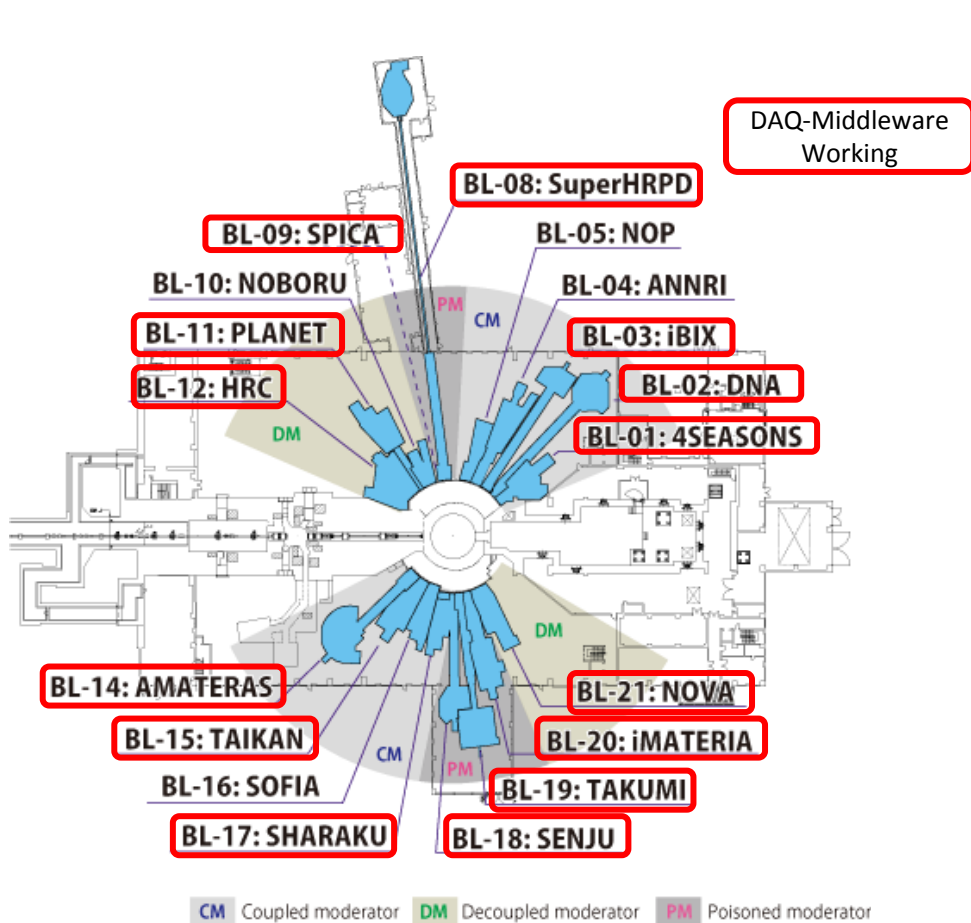 DAQ-Middleware
Working
BL-08: SuperHRPD
BL-09: SPICA
BL-05: NOP
BL-10: NOBORU
BL-04: ANNRI
PM
CM
BL-11: PLANET
BL-03: iBIX
BL-12: HRC
BL-02: DNA
DM
BL-01: 4SEASONS
DM
BL-14: AMATERAS
BL-21: NOVA
BL-15: TAIKAN
BL-20: iMATERIA
CM
PM
BL-16: SOFIA
BL-19: TAKUMI
BL-17: SHARAKU
BL-18: SENJU
CM Coupled moderator DM Decoupled moderator PM Poisoned moderator